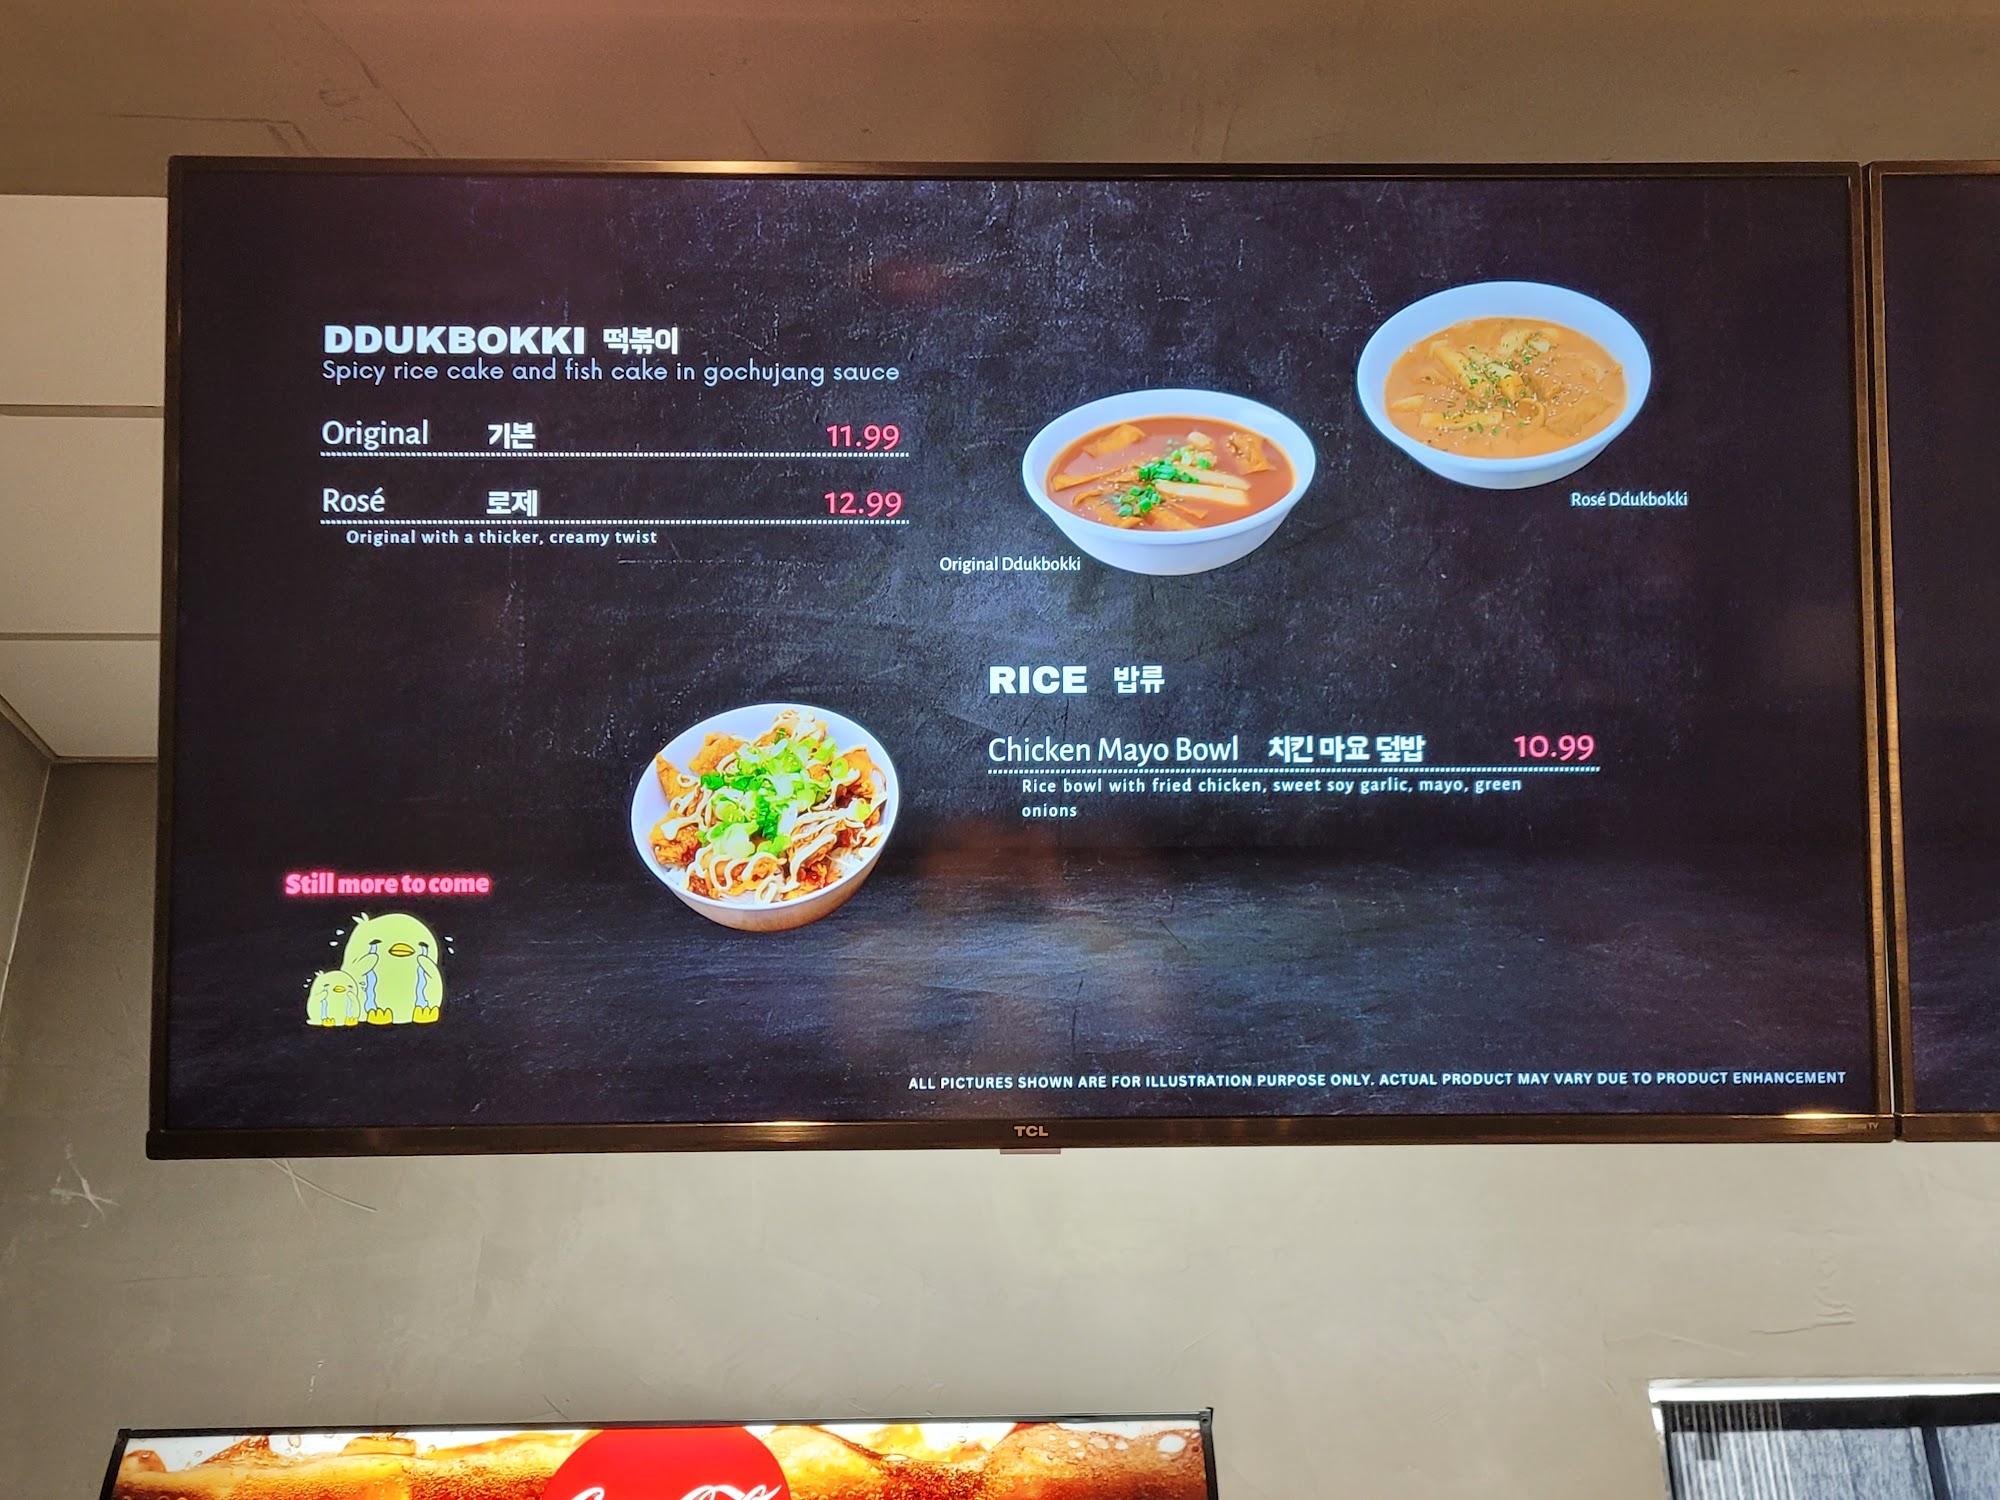 DDUKBOKKI 떡볶이
Spicy rice cake and fish cake in gochujang sauce
Original 기본 11.99
Rosé 로제 12.99
Original with a thicker, creamy twist
Rosé Ddukbokki
Original Ddukbokki
RICE 밥류
Chicken Mayo Bowl 치킨 마요 덮밥 10.99
Rice bowl with fried chicken, sweet soy garlic, mayo, green
onions
Still more to come
ALL PICTURES SHOWN ARE FOR ILLUSTRATION PURPOSE ONLY. ACTUAL PRODUCT MAY VARY DUE TO PRODUCT ENHANCEMENT
TCL